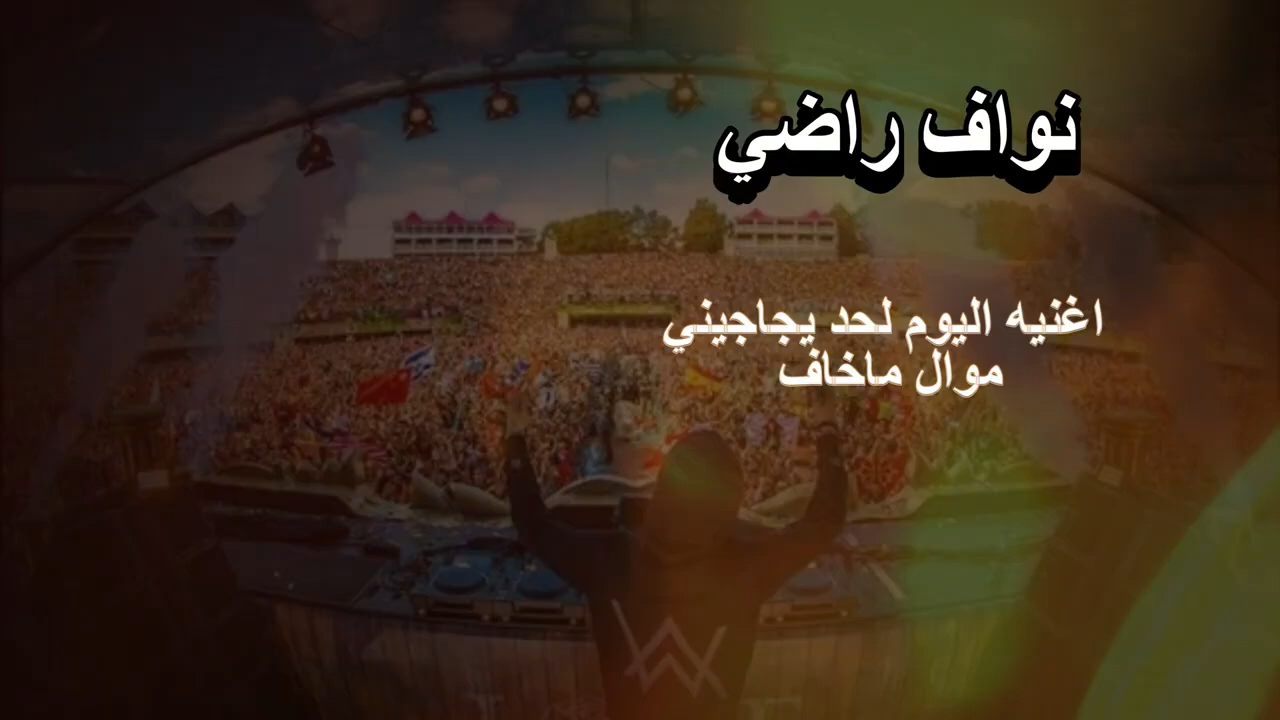 نواف راضي
اغنيه اليوم لحد يجاجيني
موال ماخاف